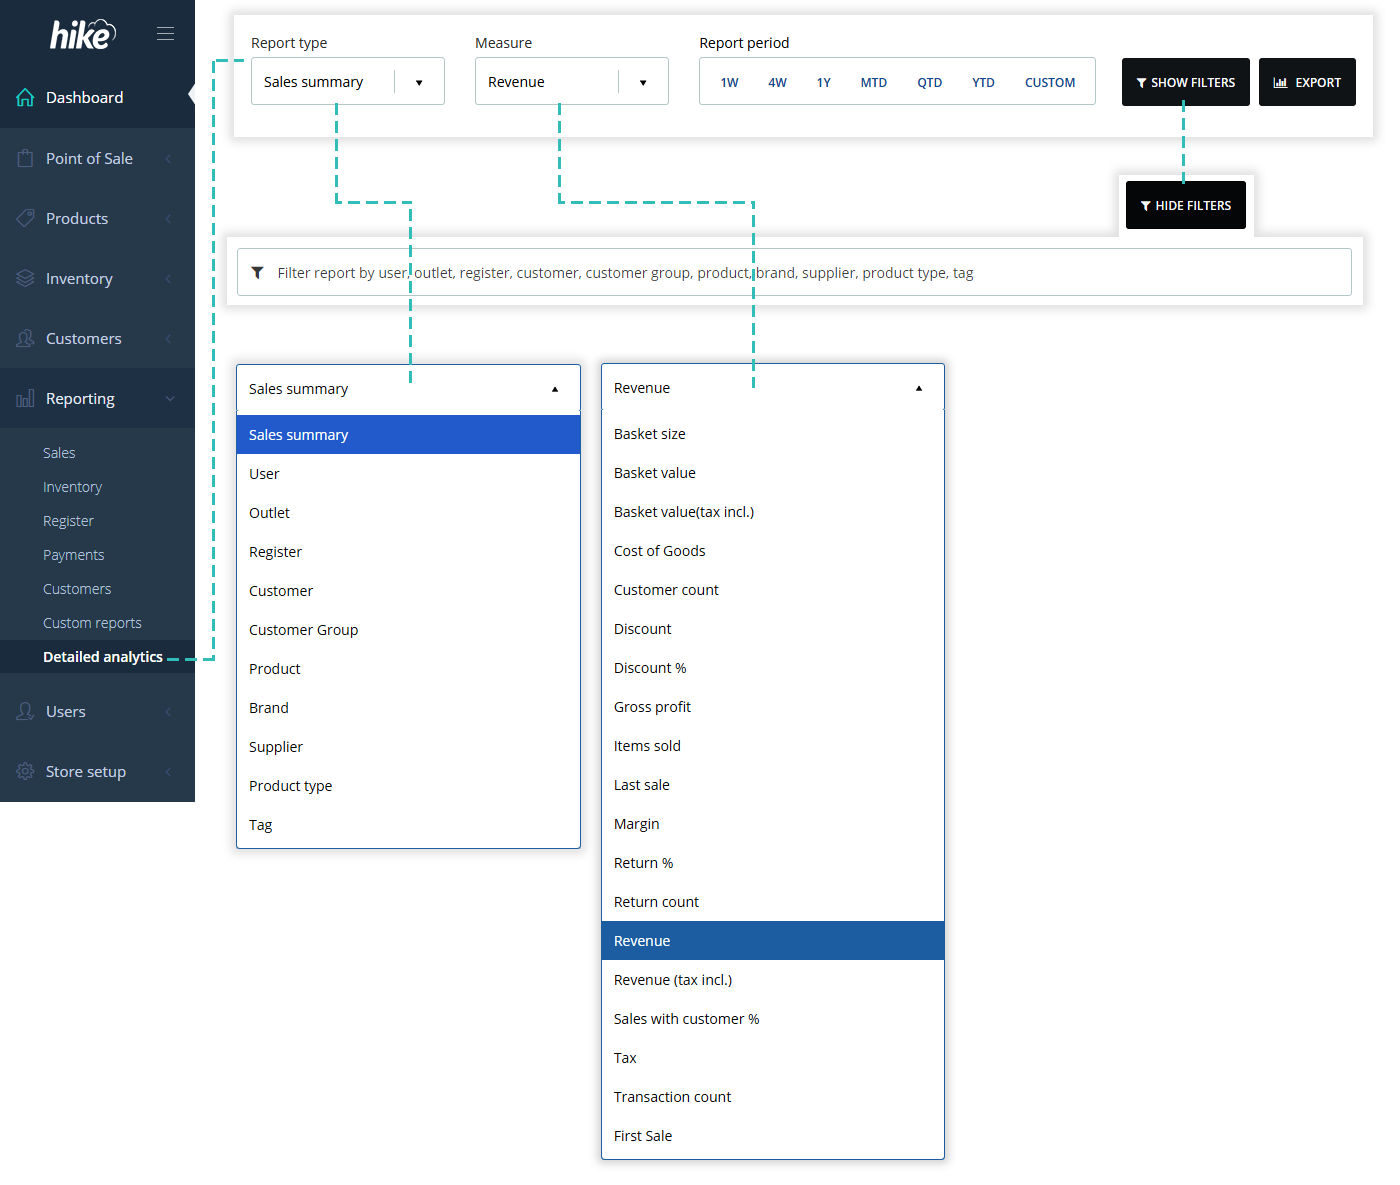 hike
Dashboard
Point of Sale
Products
Inventory
Customers
Reporting
Sales
Inventory
Register
Payments
Customers
Custom reports
Detailed analytics
Users
Store setup
Report type
Sales summary
Measure
Revenue
Report period
1W 4W 1Y MTD QTD YTD CUSTOM
SHOW FILTERS
EXPORT
HIDE FILTERS
Filter report by user, outlet, register, customer, customer group, product, brand, supplier, product type, tag
Sales summary
Sales summary
User
Outlet
Register
Customer
Customer Group
Product
Brand
Supplier
Product type
Tag
Revenue
Basket size
Basket value
Basket value(tax incl.)
Cost of Goods
Customer count
Discount
Discount %
Gross profit
Items sold
Last sale
Margin
Return %
Return count
Revenue
Revenue (tax incl.)
Sales with customer %
Tax
Transaction count
First Sale